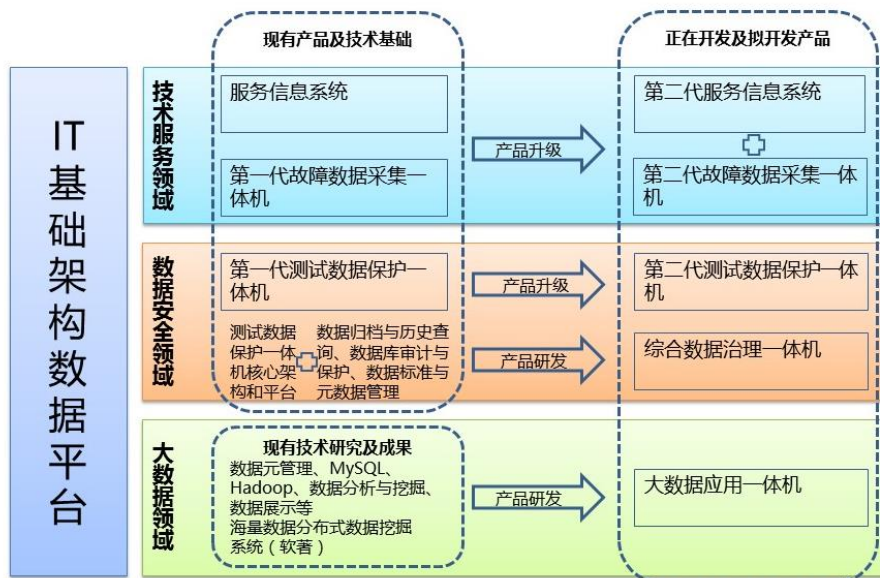 IT基础架构数据平台
现有产品及技术基础
正在开发及拟开发产品
技术服务领域
服务信息系统
第一代故障数据采集一
体机
产品升级
第二代服务信息系统
第二代故障数据采集一体
机
数据安全领域
第一代测试数据保护一
体机
产品升级
第二代测试数据保护一体
机
测试数据
保护一体
机核心架
构和平台
数据归档与历史查
询、数据库审计与
保护、数据标准与
元数据管理
产品研发
综合数据治理一体机
大数据领域
现有技术研究及成果
数据元管理、MySQL、
Hadoop、数据分析与挖掘、
数据展示等
海量数据分布式数据挖掘
系统（软著）
产品研发
大数据应用一体机